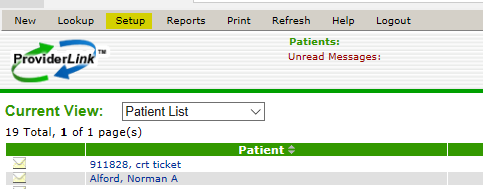 New Lookup Setup Reports Print Refresh Help Logout
Patients:
Unread Messages:
ProviderLink™
Current View: Patient List
19 Total, 1 of 1 page(s)
Patient
911828, crt ticket
Alford, Norman A